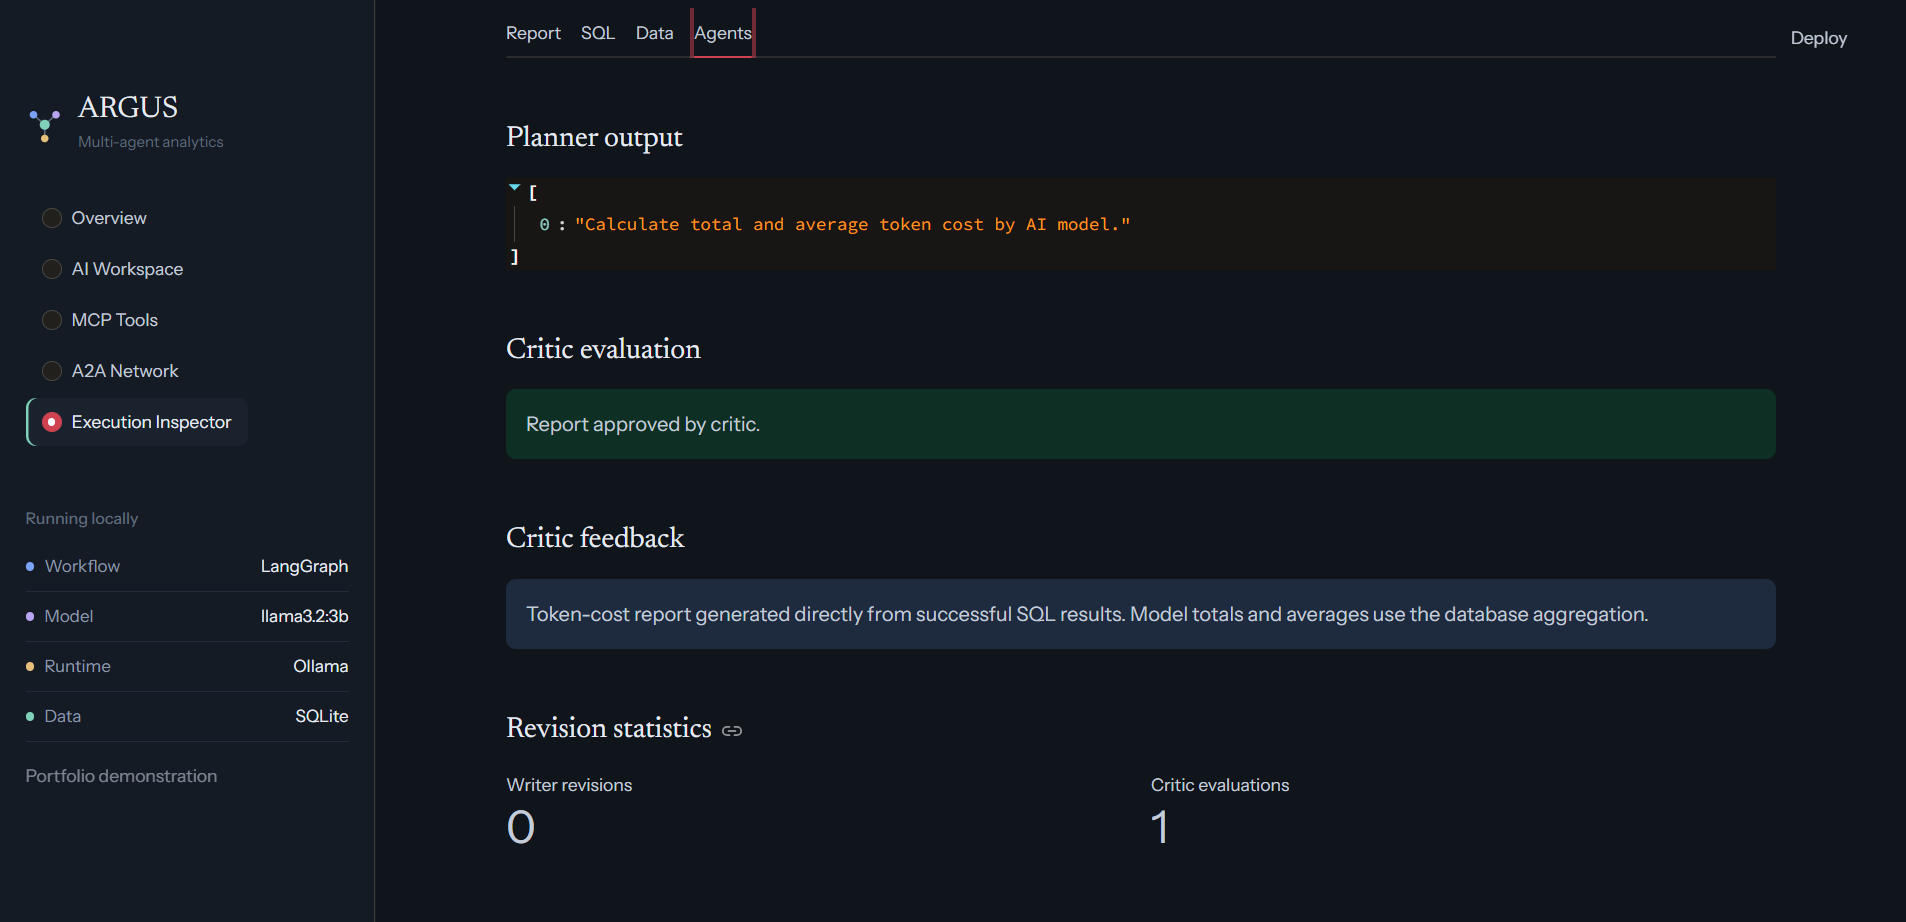 Report SQL Data Agents
Deploy
ARGUS
Multi-agent analytics
Overview
AI Workspace
MCP Tools
A2A Network
Execution Inspector
Running locally
Workflow LangGraph
Model llama3.2:3b
Runtime Ollama
Data SQLite
Portfolio demonstration
Planner output
[
0 : "Calculate total and average token cost by AI model."
]
Critic evaluation
Report approved by critic.
Critic feedback
Token-cost report generated directly from successful SQL results. Model totals and averages use the database aggregation.
Revision statistics
Writer revisions Critic evaluations
0 1